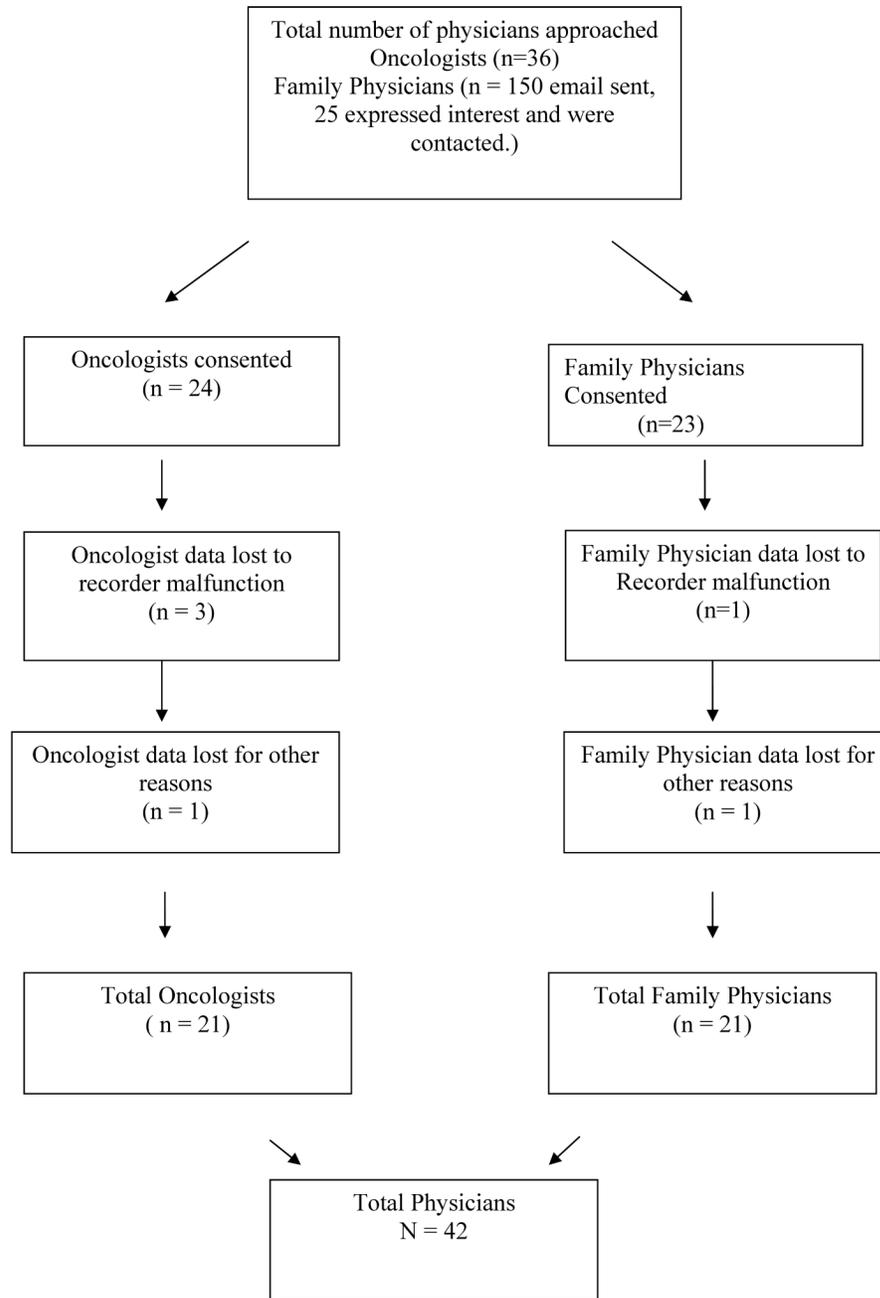 Total number of physicians approached
Oncologists (n=36)
Family Physicians (n = 150 email sent,
25 expressed interest and were
contacted.)
Oncologists consented
(n = 24)
Family Physicians
Consented
(n=23)
Oncologist data lost to
recorder malfunction
(n = 3)
Family Physician data lost to
Recorder malfunction
(n=1)
Oncologist data lost for other
reasons
(n = 1)
Family Physician data lost for
other reasons
(n = 1)
Total Oncologists
( n = 21)
Total Family Physicians
(n = 21)
Total Physicians
N = 42